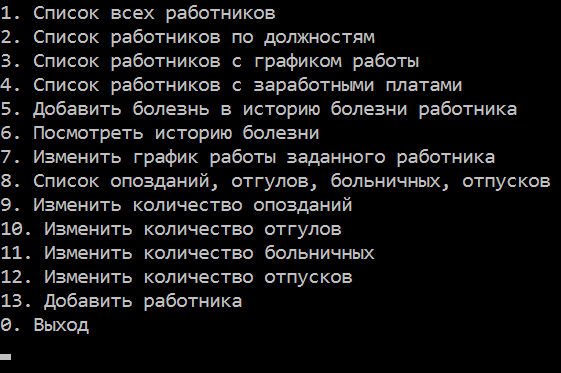 1. Список всех работников
2. Список работников по должностям
3. Список работников с графиком работы
4. Список работников с заработными платами
5. Добавить болезнь в историю болезни работника
6. Посмотреть историю болезни
7. Изменить график работы заданного работника
8. Список опозданий, отгулов, больничных, отпусков
9. Изменить количество опозданий
10. Изменить количество отгулов
11. Изменить количество больничных
12. Изменить количество отпусков
13. Добавить работника
0. Выход